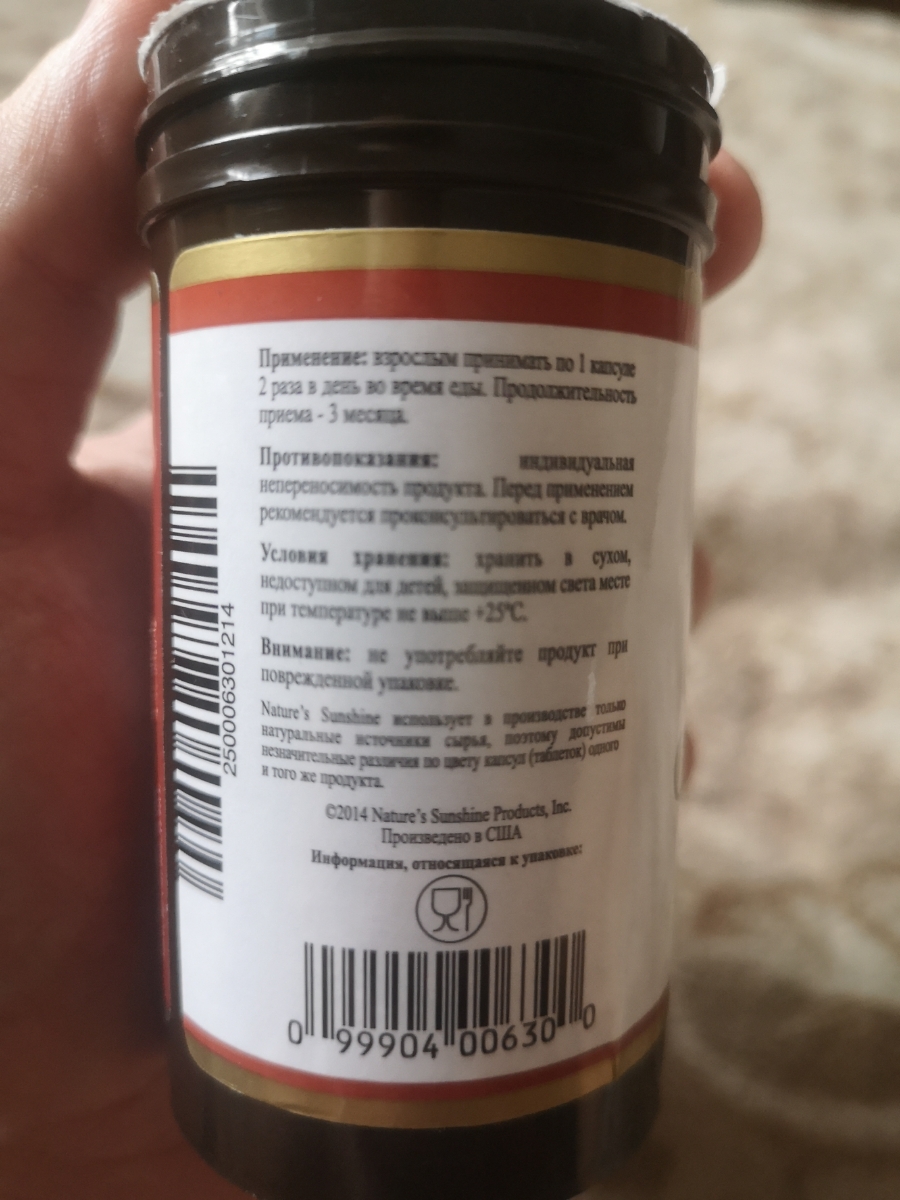 Применение: взрослым принимать по 1 капсуле
2 раза в день во время еды. Продолжительность
приема - 3 месяца.
Противопоказания: индивидуальная
непереносимость продукта. Перед применением
рекомендуется проконсультироваться с врачом.
Условия хранения: хранить в сухом,
недоступном для детей, защищенном света месте
при температуре не выше +25°С.
Внимание: не употребляйте продукт при
поврежденной упаковке.
Nature's Sunshine использует в производстве только
натуральные источники сырья, поэтому допустимы
незначительные различия по цвету капсул (таблеток) одного
и того же продукта.
©2014 Nature's Sunshine Products, Inc.
Произведено в США
Информация, относящаяся к упаковке:
0 99904 00630 0
250006301214